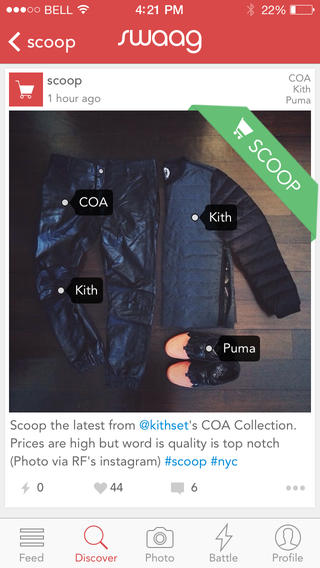 BELL 4:21 PM 22%
scoop swaag
scoop
1 hour ago
COA
Kith
Puma
SCOOP
COA
Kith
Kith
Puma
Scoop the latest from @kithset's COA Collection.
Prices are high but word is quality is top notch
(Photo via RF's instagram) #scoop #nyc
0 44 6
Feed Discover Photo Battle Profile